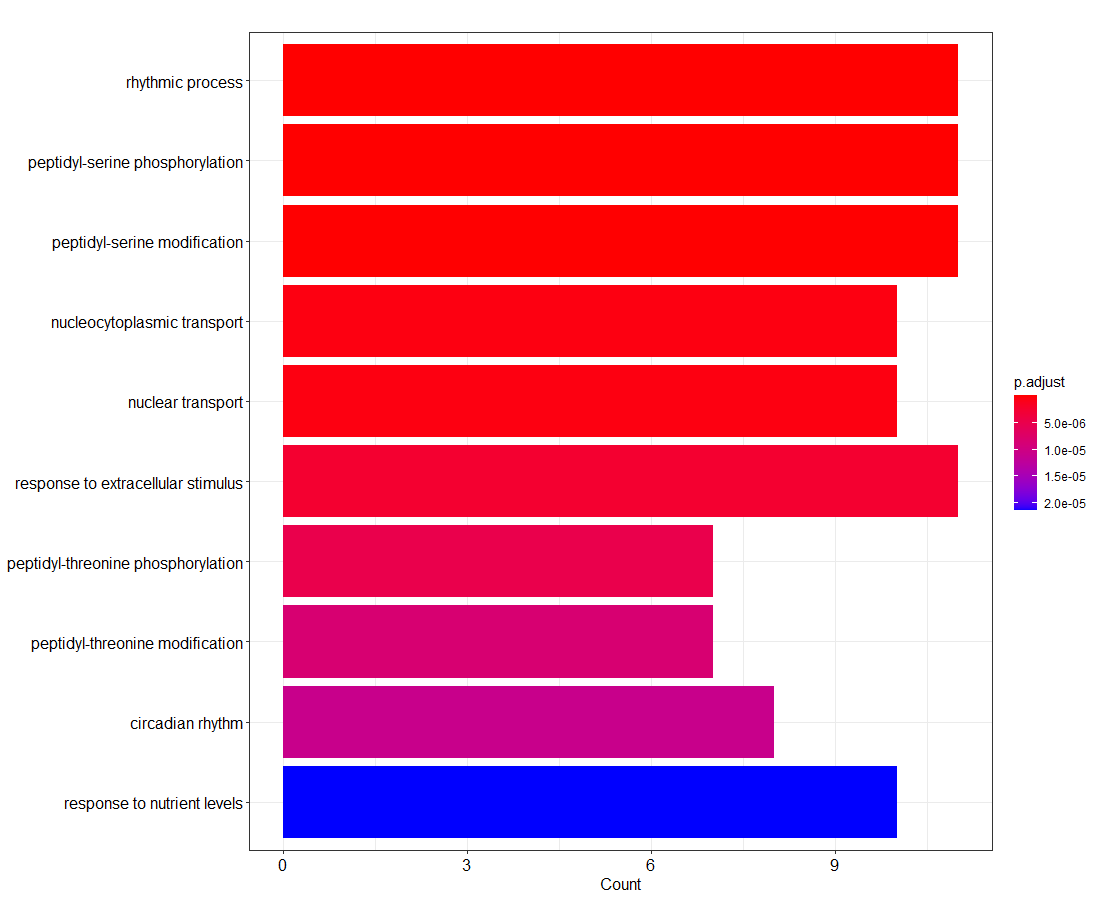 rhythmic process
peptidyl-serine phosphorylation
peptidyl-serine modification
nucleocytoplasmic transport
nuclear transport
response to extracellular stimulus
peptidyl-threonine phosphorylation
peptidyl-threonine modification
circadian rhythm
response to nutrient levels
0 3 6 9
Count
p.adjust
5.0e-06
1.0e-05
1.5e-05
2.0e-05